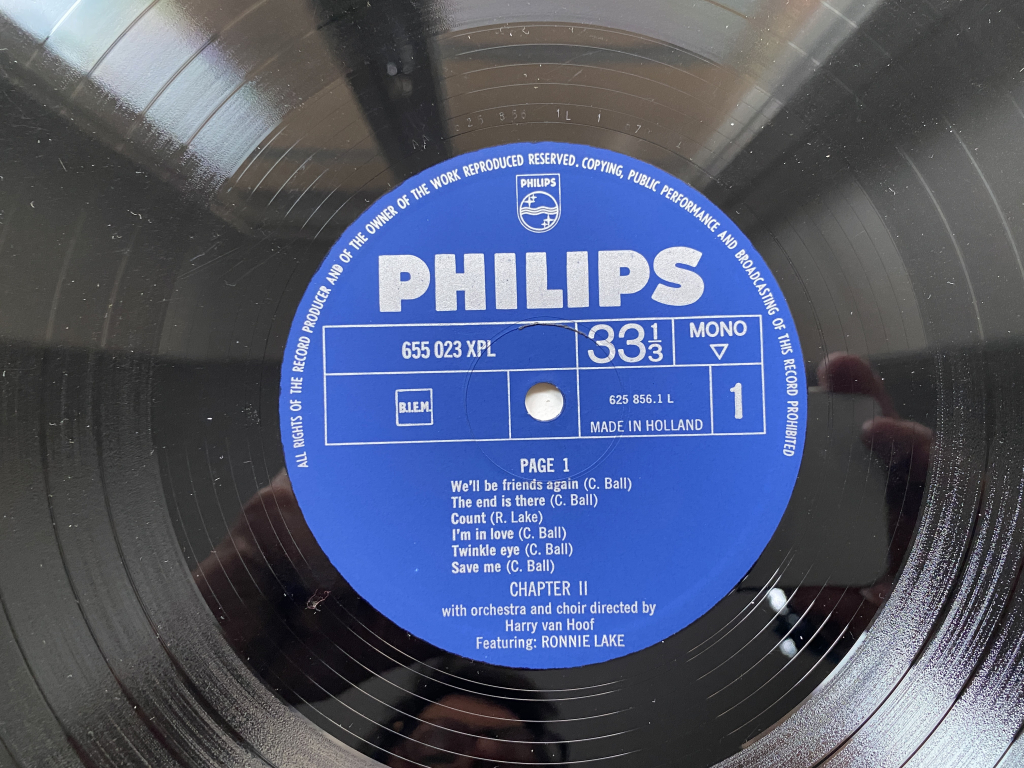 ALL RIGHTS OF THE RECORD PRODUCER AND OF THE OWNER OF THE WORK REPRODUCED RESERVED. COPYING, PUBLIC PERFORMANCE AND BROADCASTING OF THIS RECORD PROHIBITED
PHILIPS
PHILIPS
655 023 XPL
33 1/3
MONO
B.I.E.M.
625 856.1 L
MADE IN HOLLAND
1
PAGE 1
We'll be friends again (C. Ball)
The end is there (C. Ball)
Count (R. Lake)
I'm in love (C. Ball)
Twinkle eye (C. Ball)
Save me (C. Ball)
CHAPTER II
with orchestra and choir directed by
Harry van Hoof
Featuring: RONNIE LAKE